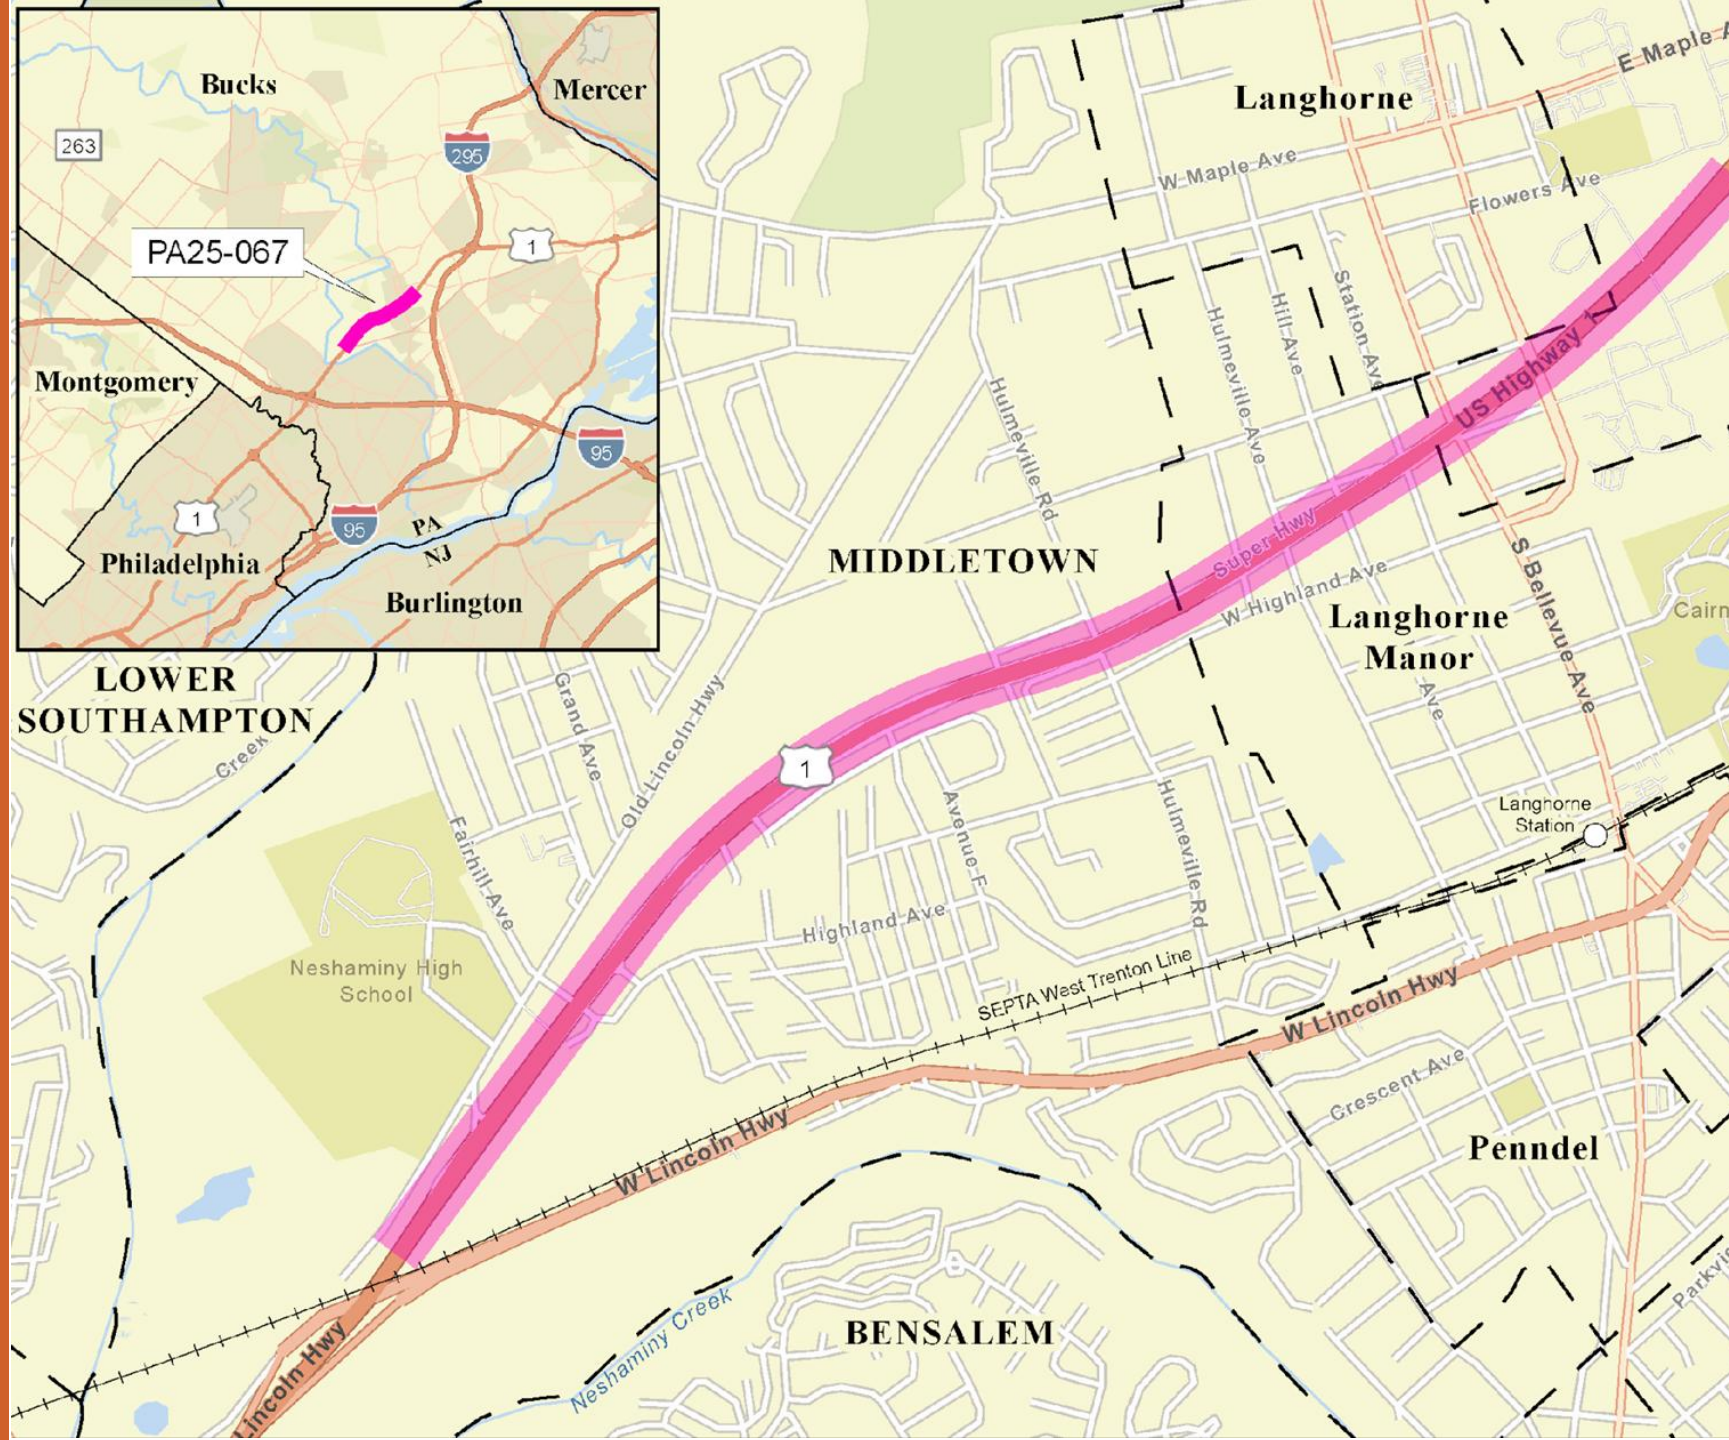 Bucks
Mercer
263
295
PA25-067
1
Montgomery
95
1
95
PA
NJ
Philadelphia
Burlington
E Maple A
Langhorne
W Maple Ave
Flowers Ave
Station Ave
Hill Ave
Hulmeville Ave
Hulmeville Rd
US Highway 1
Super Hwy
MIDDLETOWN
W Highland Ave
S Bellevue Ave
Langhorne
Manor
Cairn
Ave
LOWER
SOUTHAMPTON
Creek
Grand Ave
Old Lincoln Hwy
1
Fairhill Ave
Avenue F
Hulmeville Rd
Langhorne
Station
Highland Ave
Neshaminy High
School
SEPTA West Trenton Line
W Lincoln Hwy
Crescent Ave
W Lincoln Hwy
Penndel
Parkvi
BENSALEM
Neshaminy Creek
Lincoln Hwy